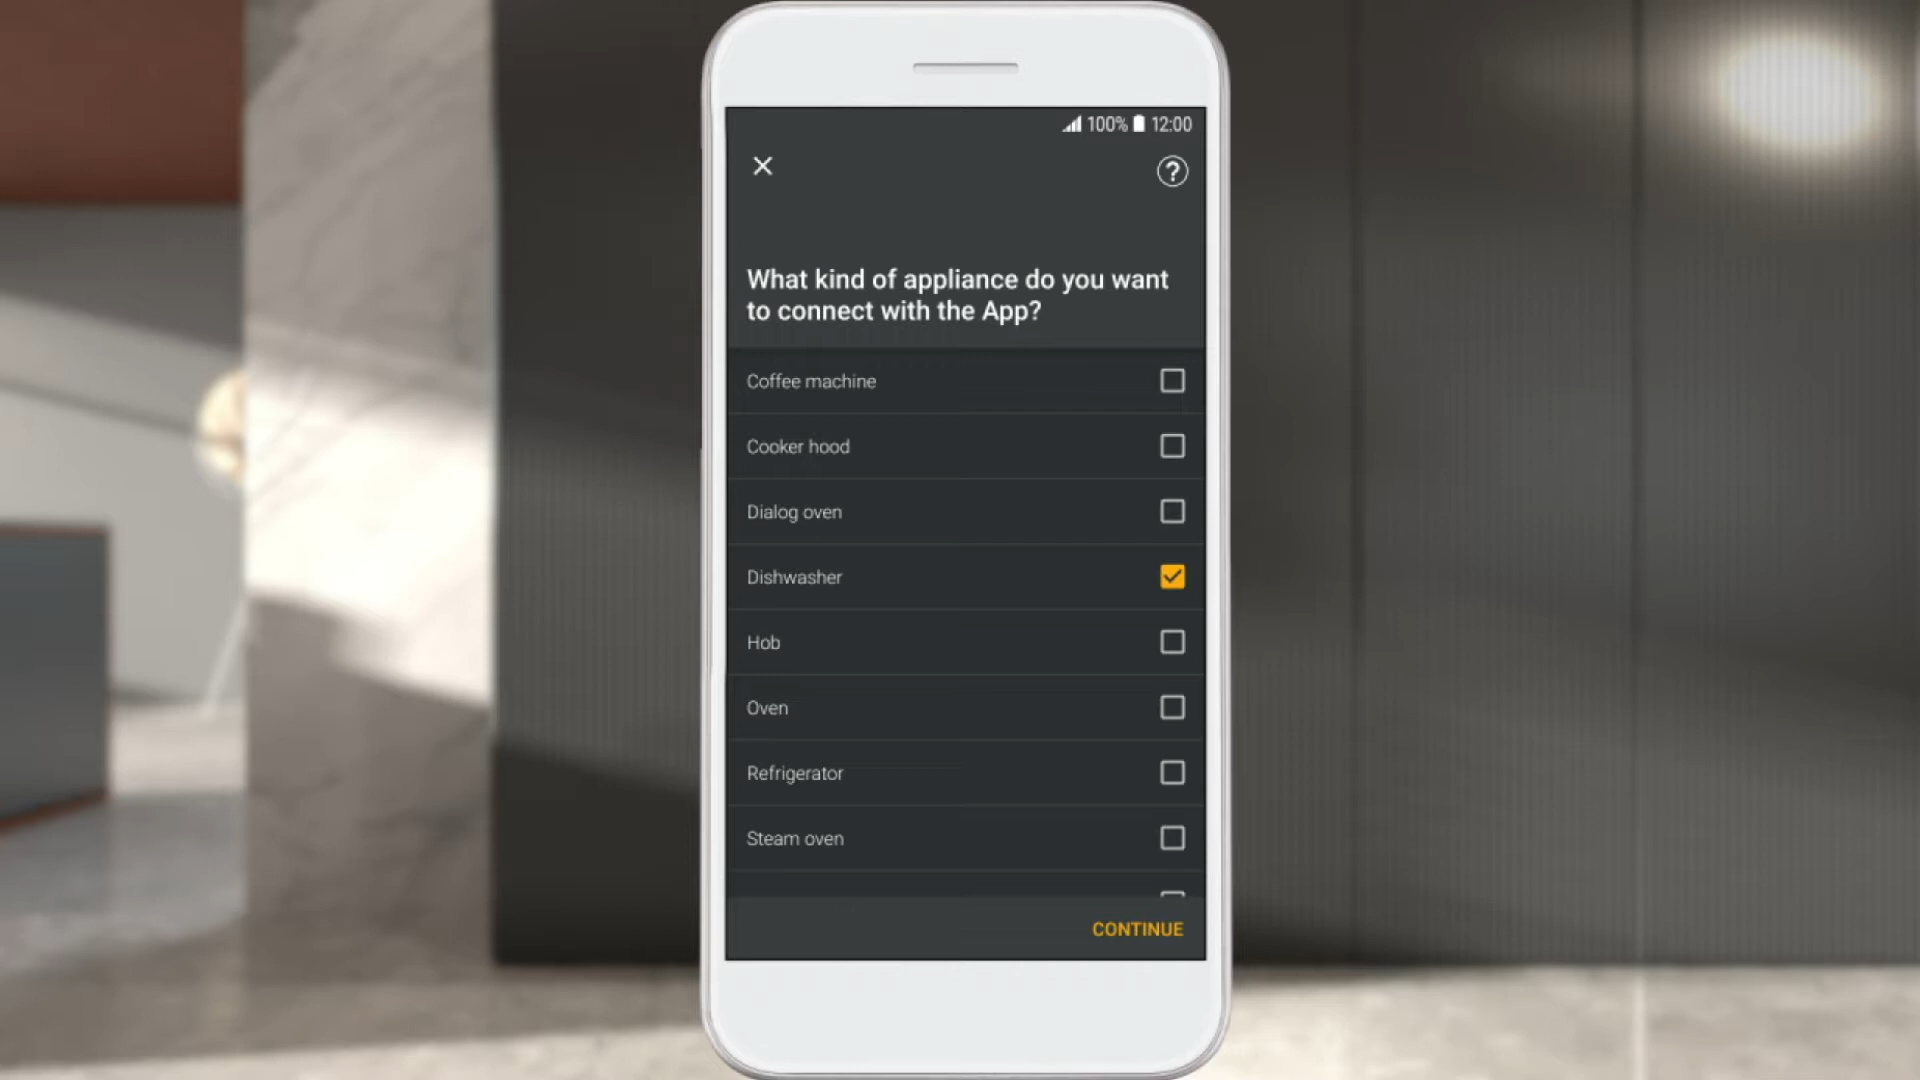 100% 12:00
?
What kind of appliance do you want
to connect with the App?
Coffee machine
Cooker hood
Dialog oven
Dishwasher
Hob
Oven
Refrigerator
Steam oven
CONTINUE